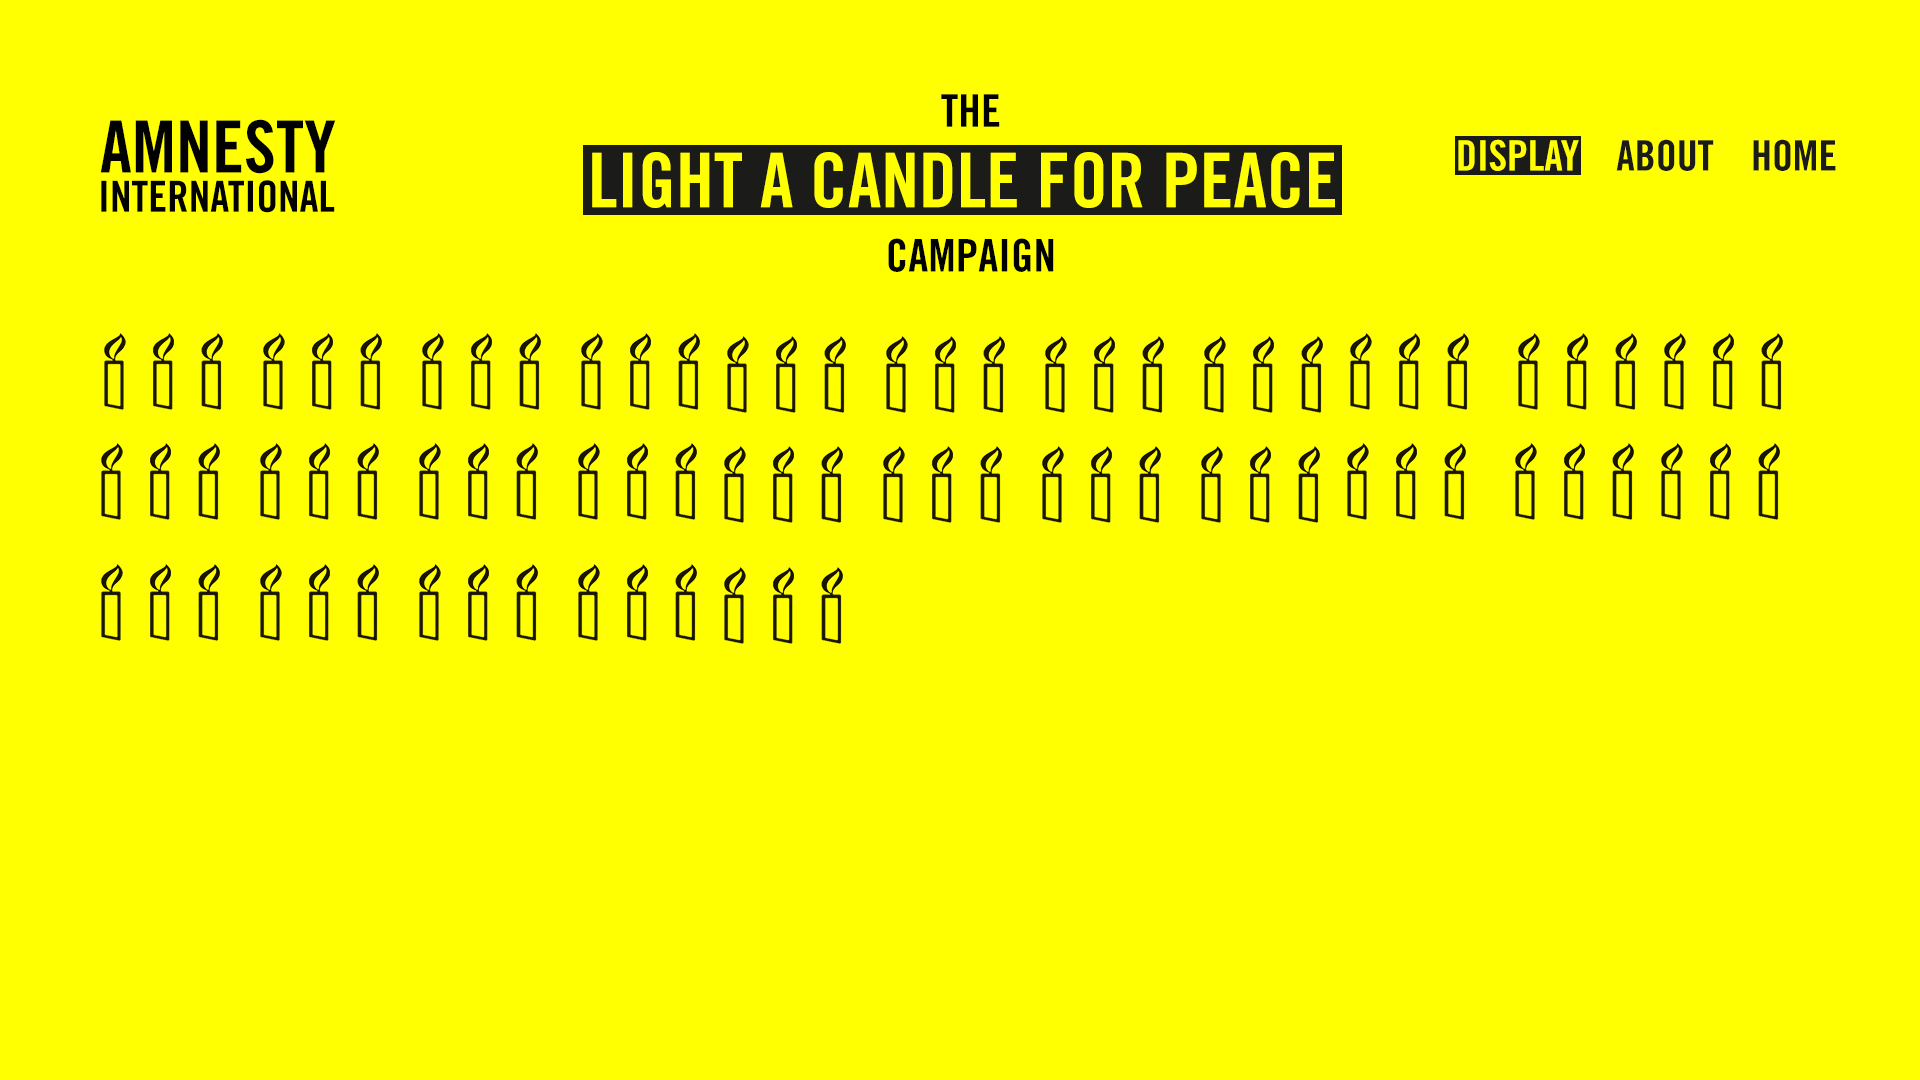 AMNESTY
INTERNATIONAL
THE
LIGHT A CANDLE FOR PEACE
CAMPAIGN
DISPLAY ABOUT HOME